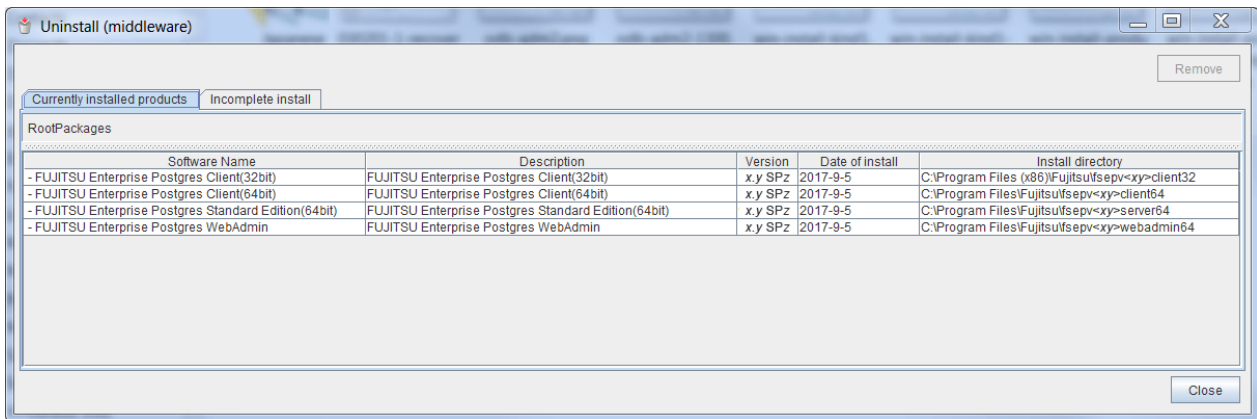 Uninstall (middleware)
Remove
Currently installed products Incomplete install
RootPackages
Software Name Description Version Date of install Install directory
- FUJITSU Enterprise Postgres Client(32bit) FUJITSU Enterprise Postgres Client(32bit) x.y SPz 2017-9-5 C:\Program Files (x86)\Fujitsu\fsepv<xy>client32
- FUJITSU Enterprise Postgres Client(64bit) FUJITSU Enterprise Postgres Client(64bit) x.y SPz 2017-9-5 C:\Program Files\Fujitsu\fsepv<xy>client64
- FUJITSU Enterprise Postgres Standard Edition(64bit) FUJITSU Enterprise Postgres Standard Edition(64bit) x.y SPz 2017-9-5 C:\Program Files\Fujitsu\fsepv<xy>server64
- FUJITSU Enterprise Postgres WebAdmin FUJITSU Enterprise Postgres WebAdmin x.y SPz 2017-9-5 C:\Program Files\Fujitsu\fsepv<xy>webadmin64
Close